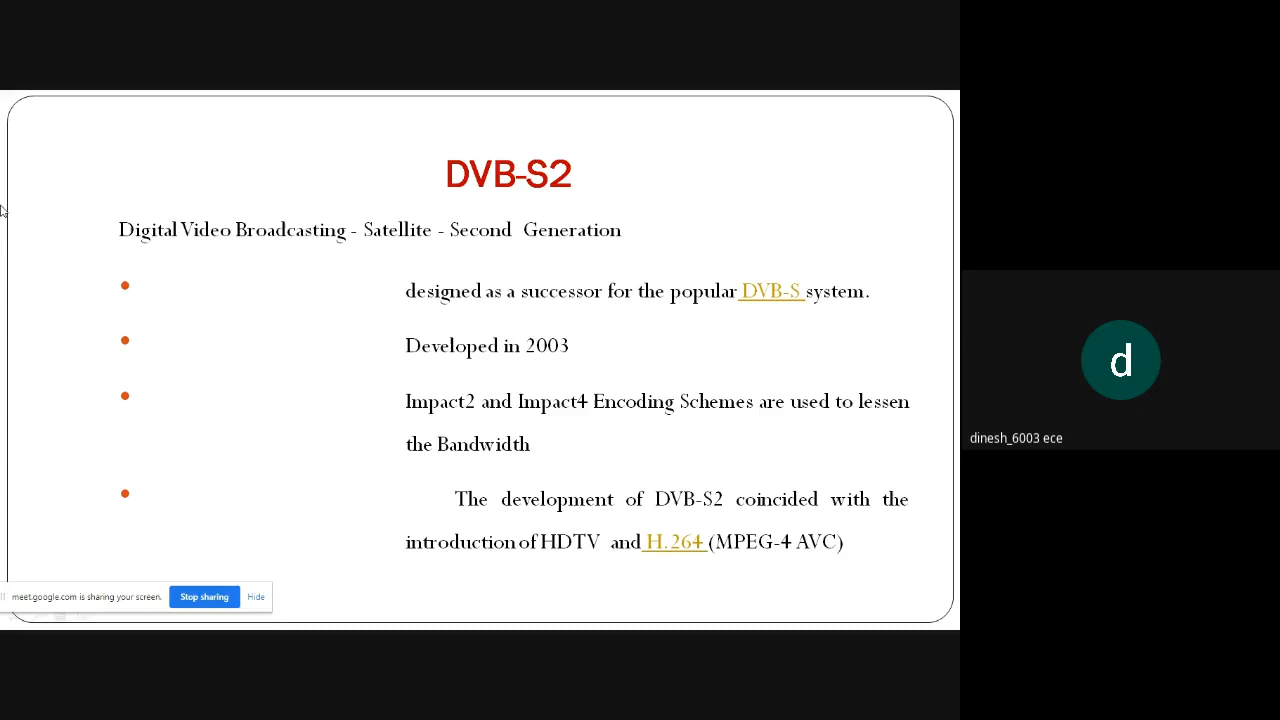 DVB-S2
Digital Video Broadcasting - Satellite - Second Generation
designed as a successor for the popular DVB-S system.
Developed in 2003
Impact2 and Impact4 Encoding Schemes are used to lessen
the Bandwidth
The development of DVB-S2 coincided with the
introduction of HDTV and H.264 (MPEG-4 AVC)
meet.google.com is sharing your screen.
Stop sharing
Hide
d
dinesh_6003 ece